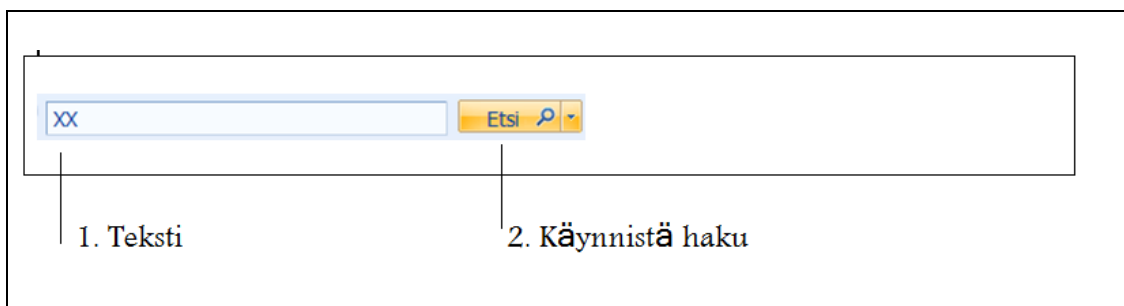 XX Etsi
1. Teksti 2. Käynnistä haku